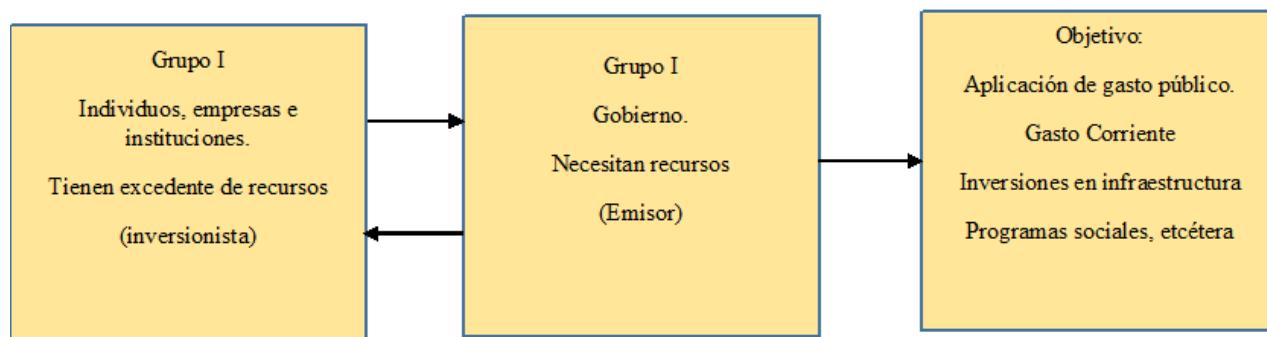 Grupo I
Individuos, empresas e
instituciones.
Tienen excedente de recursos
(inversionista)
Grupo I
Gobierno.
Necesitan recursos
(Emisor)
Objetivo:
Aplicación de gasto público.
Gasto Corriente
Inversiones en infraestructura
Programas sociales, etcétera